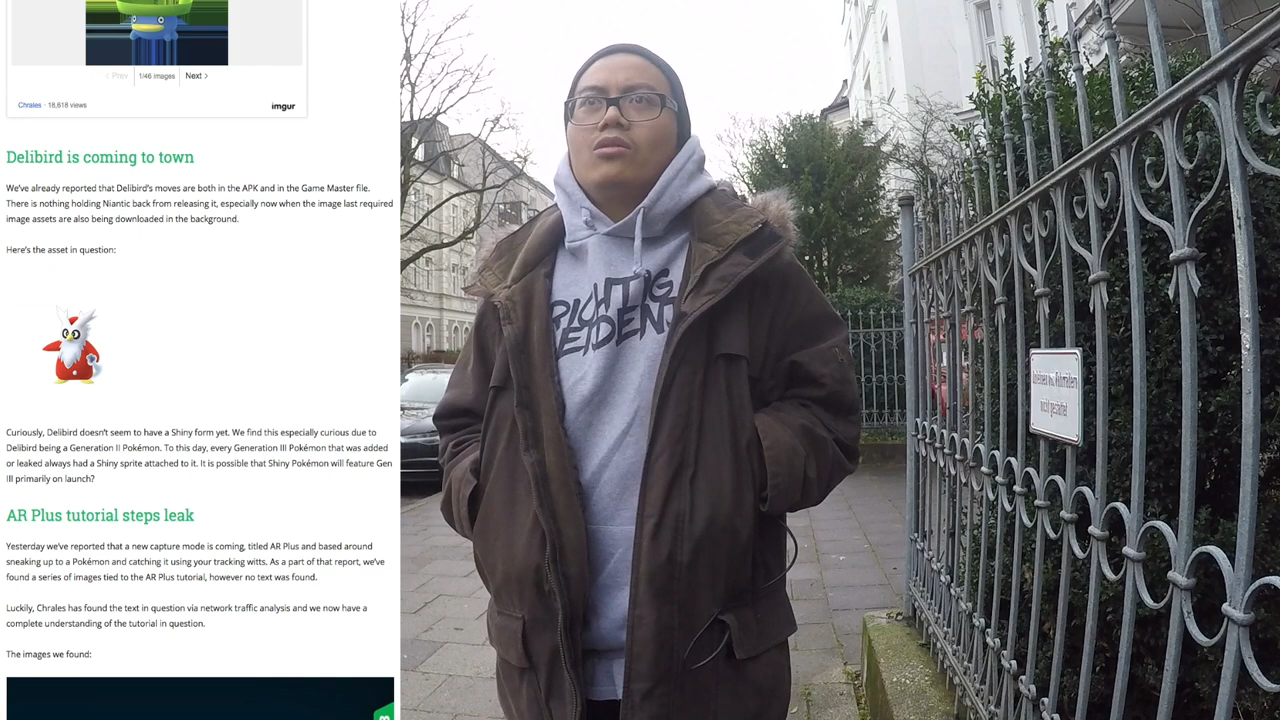 ‹ Prev
1/46 images
Next ›
Chrales · 18,618 views
imgur
Delibird is coming to town
We've already reported that Delibird's moves are both in the APK and in the Game Master file.
There is nothing holding Niantic back from releasing it, especially now when the image last required
image assets are also being downloaded in the background.
Here's the asset in question:
Curiously, Delibird doesn't seem to have a Shiny form yet. We find this especially curious due to
Delibird being a Generation II Pokémon. To this day, every Generation III Pokémon that was added
or leaked always had a Shiny sprite attached to it. It is possible that Shiny Pokémon will feature Gen
III primarily on launch?
AR Plus tutorial steps leak
Yesterday we've reported that a new capture mode is coming, titled AR Plus and based around
sneaking up to a Pokémon and catching it using your tracking witts. As a part of that report, we've
found a series of images tied to the AR Plus tutorial, however no text was found.
Luckily, Chrales has found the text in question via network traffic analysis and we now have a
complete understanding of the tutorial in question.
The images we found:
RICHTIG
nicht gestattet